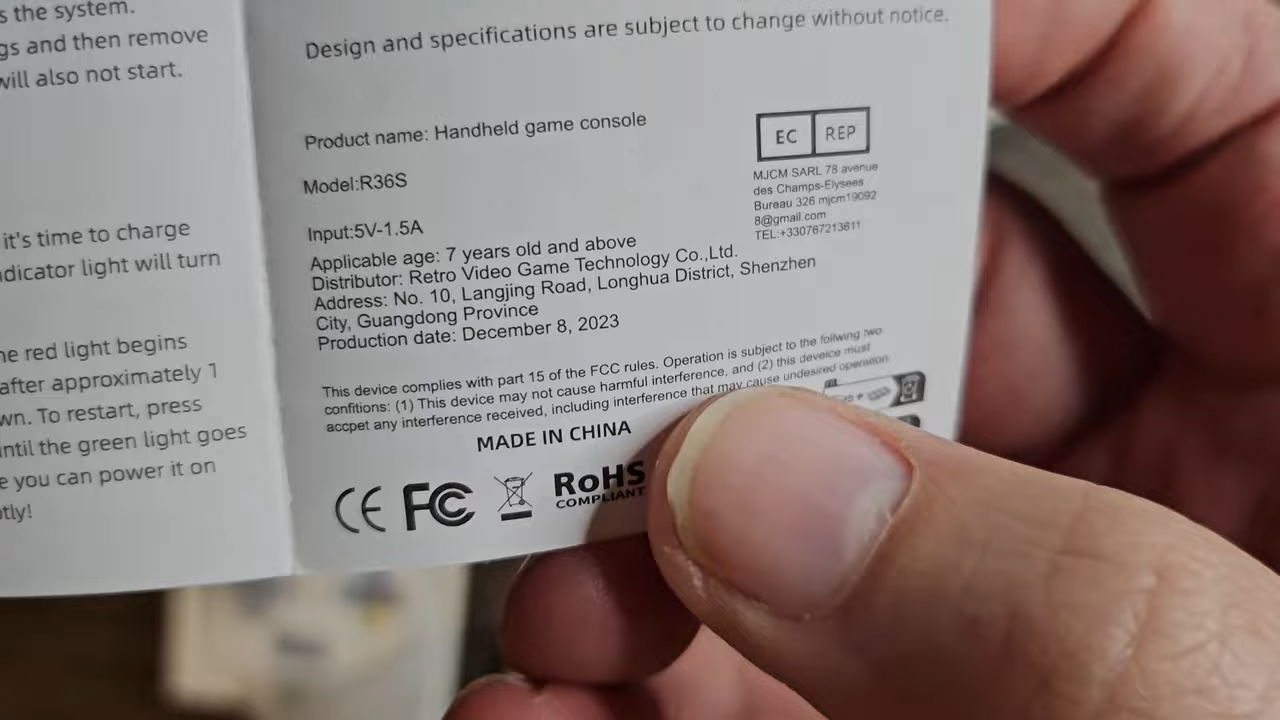 s the system.
gs and then remove
will also not start.
it's time to charge
ndicator light will turn
he red light begins
after approximately 1
wn. To restart, press
until the green light goes
e you can power it on
tly!
Design and specifications are subject to change without notice.
Product name: Handheld game console
Model:R36S
Input:5V-1.5A
Applicable age: 7 years old and above
Distributor: Retro Video Game Technology Co.,Ltd.
Address: No. 10, Langjing Road, Longhua District, Shenzhen
City, Guangdong Province
Production date: December 8, 2023
EC REP
MJCM SARL 78 avenue
des Champs-Elysees
Bureau 326 mjcm19092
8@gmail.com
TEL:+330767213611
This device complies with part 15 of the FCC rules. Operation is subject to the follwing two
confitions: (1) This device may not cause harmful interference, and (2) this deveice must
accpet any interference received, including interference that may cause undesired operation
MADE IN CHINA
CE FC RoHS
COMPLIANT